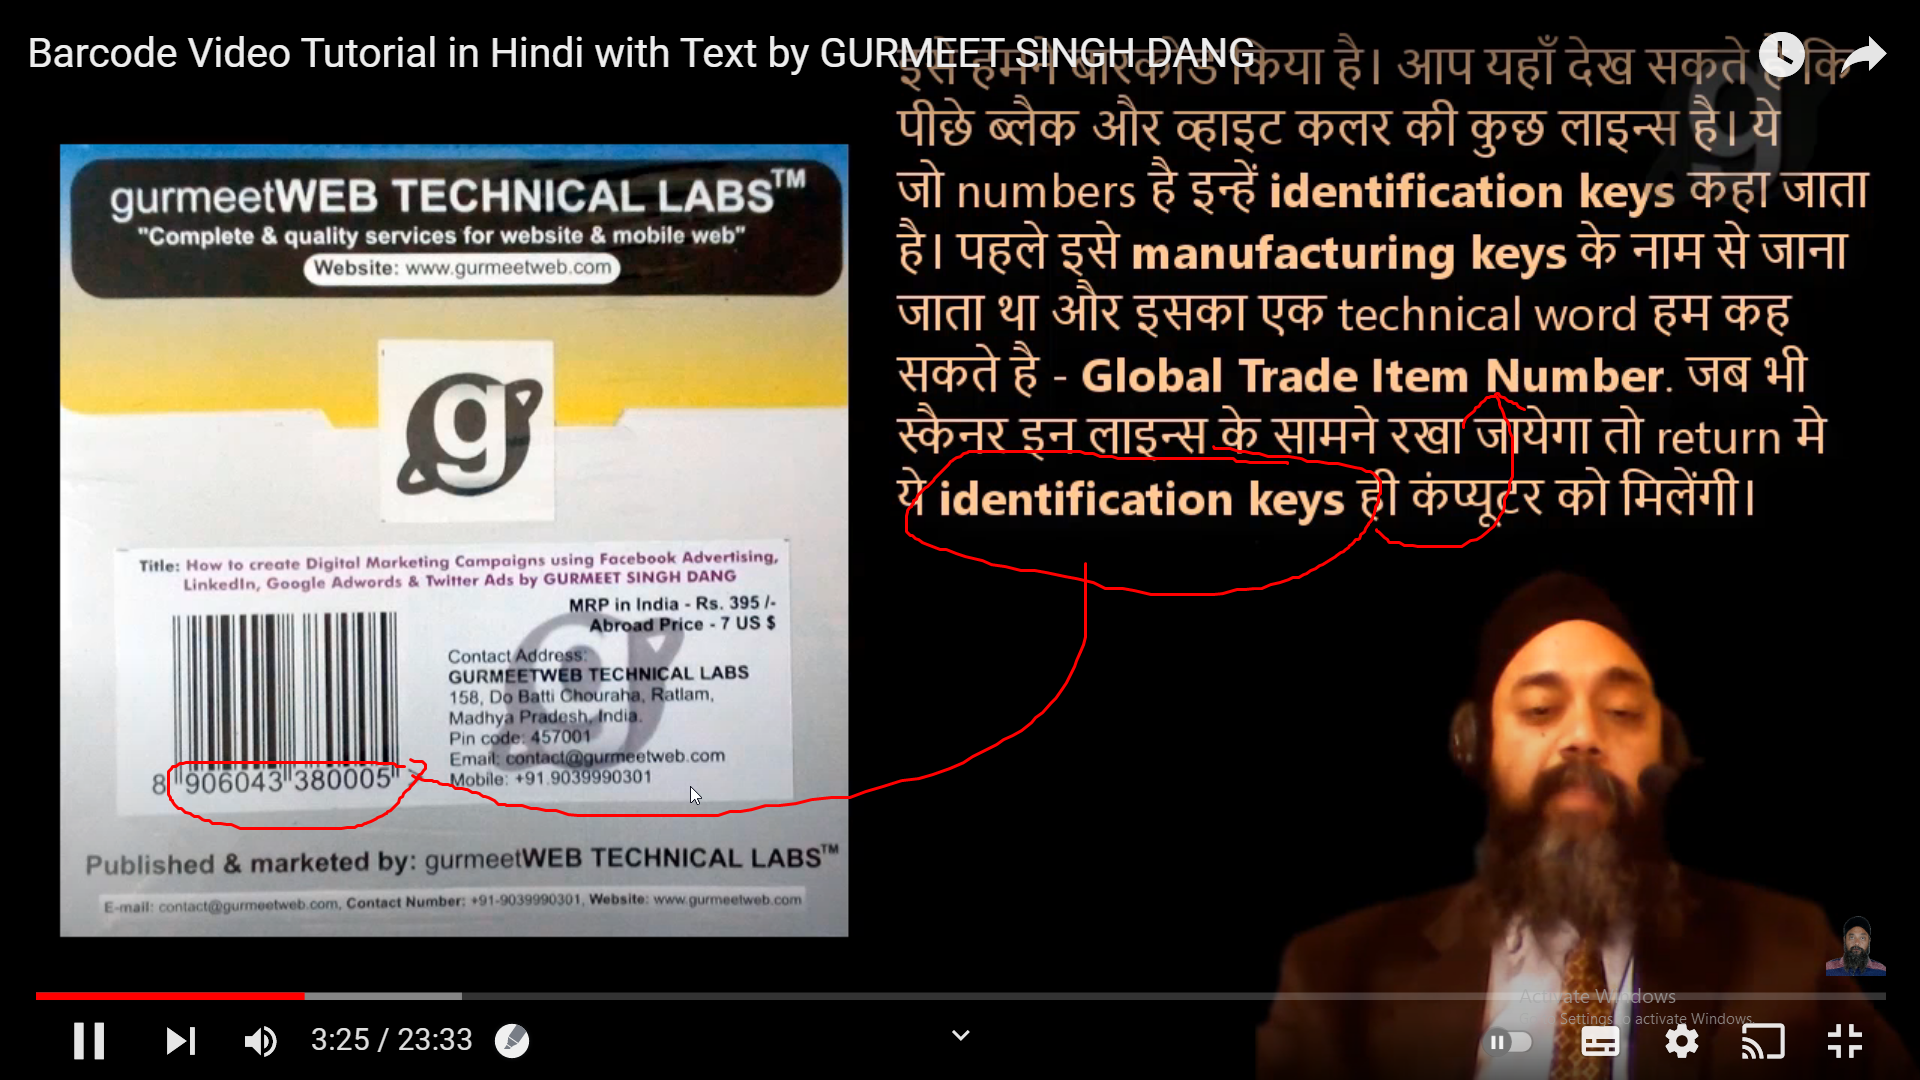 Barcode Video Tutorial in Hindi with Text by GURMEET SINGH DANG
gurmeetWEB TECHNICAL LABS™
"Complete & quality services for website & mobile web"
Website: www.gurmeetweb.com
g
Title: How to create Digital Marketing Campaigns using Facebook Advertising,
LinkedIn, Google Adwords & Twitter Ads by GURMEET SINGH DANG
MRP in India - Rs. 395 /-
Abroad Price - 7 US $
Contact Address:
GURMEETWEB TECHNICAL LABS
158, Do Batti Chouraha, Ratlam,
Madhya Pradesh, India.
Pin code: 457001
Email: contact@gurmeetweb.com
Mobile: +91.9039990301
8 906043 380005
Published & marketed by: gurmeetWEB TECHNICAL LABS™
E-mail: contact@gurmeetweb.com, Contact Number: +91-9039990301, Website: www.gurmeetweb.com
इसे हमने बारकोड किया है। आप यहाँ देख सकते है कि
पीछे ब्लैक और व्हाइट कलर की कुछ लाइन्स है। ये
जो numbers है इन्हें identification keys कहा जाता
है। पहले इसे manufacturing keys के नाम से जाना
जाता था और इसका एक technical word हम कह
सकते है - Global Trade Item Number. जब भी
स्कैनर इन लाइन्स के सामने रखा जायेगा तो return मे
ये identification keys ही कंप्यूटर को मिलेंगी।
Activate Windows
Settings to activate Windows.
3:25 / 23:33